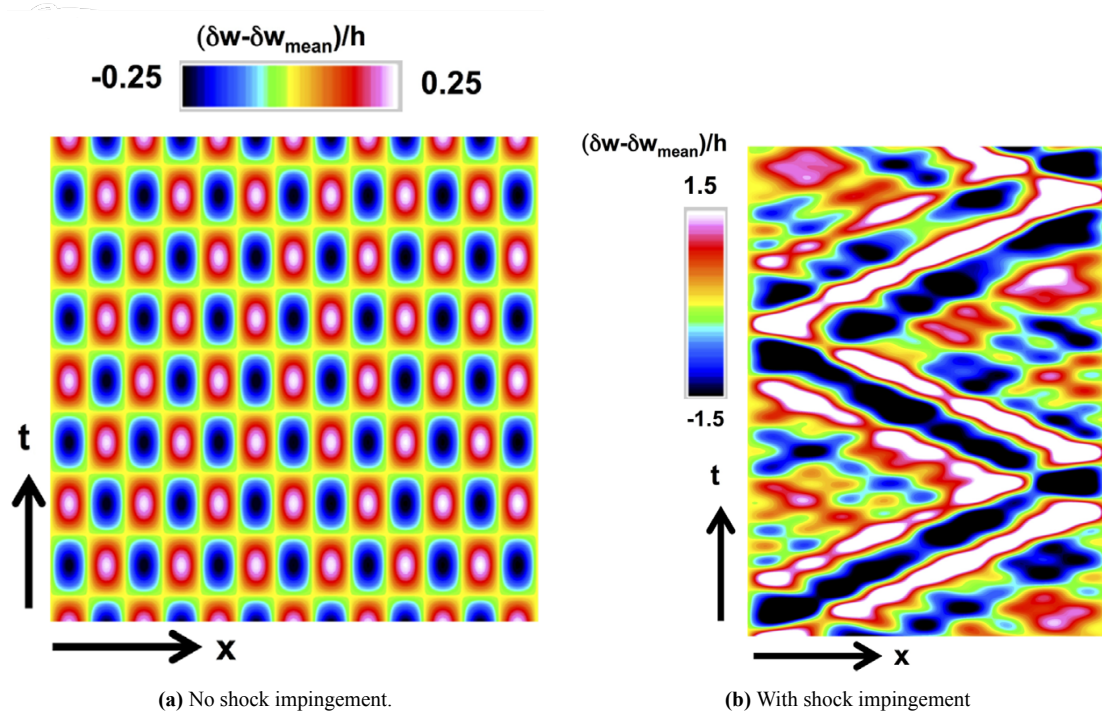 (δw-δw_mean)/h
-0.25 0.25
t
x
(a) No shock impingement.
(δw-δw_mean)/h
1.5
-1.5
t
x
(b) With shock impingement